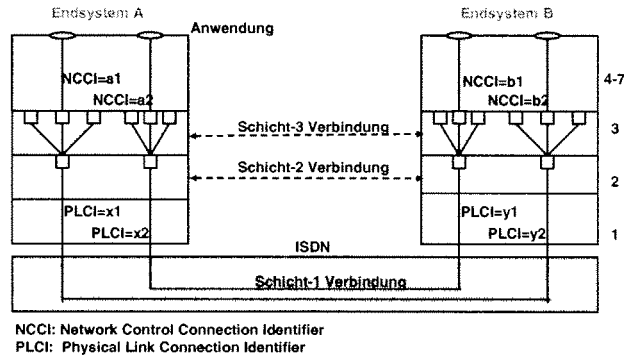 Endsystem A
Endsystem B
Anwendung
NCCI=a1
NCCI=a2
NCCI=b1
NCCI=b2
4-7
Schicht-3 Verbindung
3
Schicht-2 Verbindung
2
PLCI=x1
PLCI=x2
PLCI=y1
PLCI=y2
1
ISDN
Schicht-1 Verbindung
NCCI: Network Control Connection Identifier
PLCI: Physical Link Connection Identifier